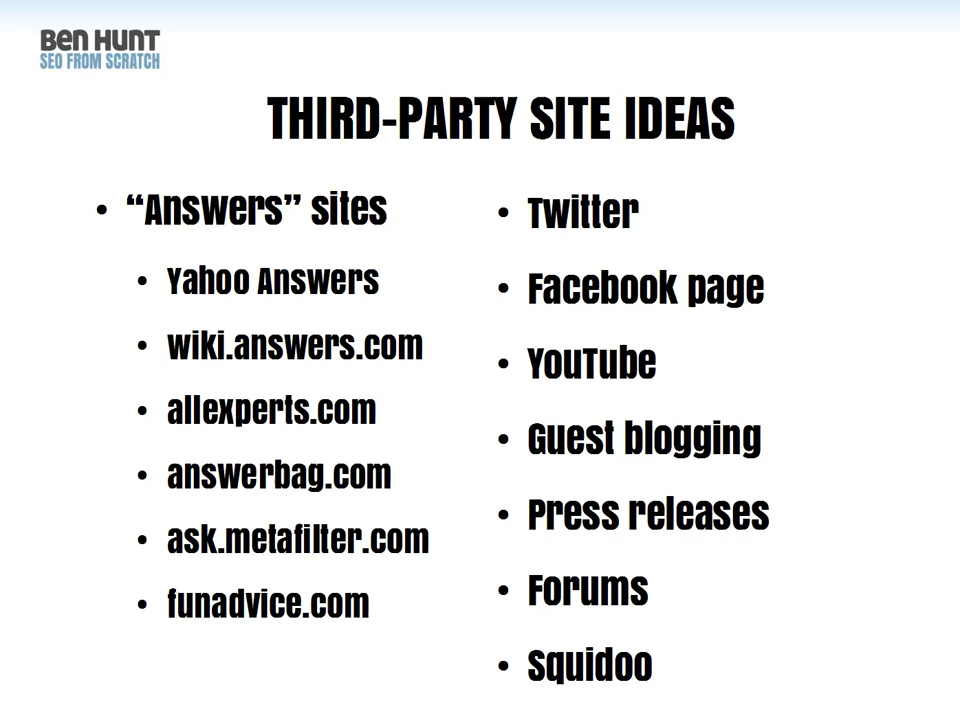 BEN HUNT
SEO FROM SCRATCH
THIRD-PARTY SITE IDEAS
• “Answers” sites
• Yahoo Answers
• wiki.answers.com
• allexperts.com
• answerbag.com
• ask.metafilter.com
• funadvice.com
• Twitter
• Facebook page
• YouTube
• Guest blogging
• Press releases
• Forums
• Squidoo